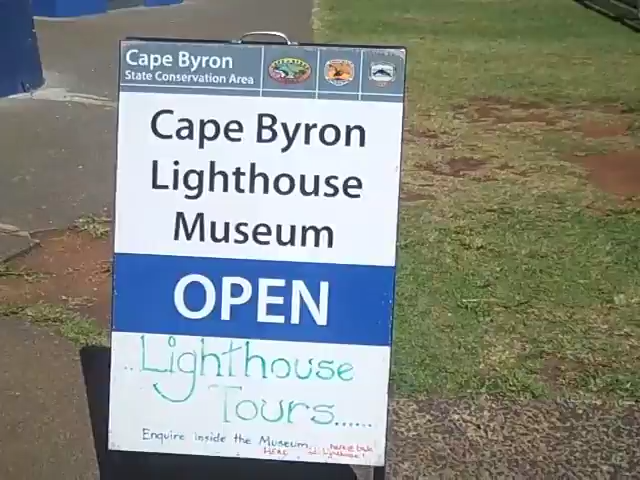 Cape Byron
State Conservation Area
Cape Byron
Lighthouse
Museum
OPEN
..Lighthouse
Tours......
Enquire inside the Museum
HERE